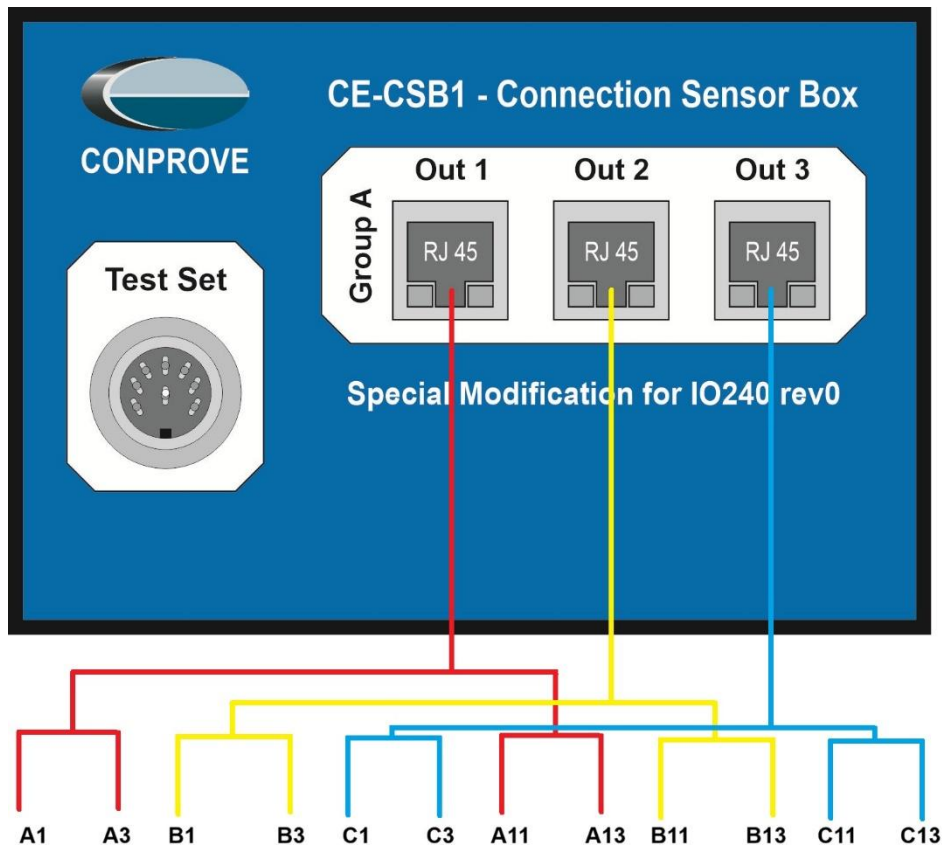 CE-CSB1 - Connection Sensor Box
CONPROVE
Group A
Out 1 Out 2 Out 3
RJ 45 RJ 45 RJ 45
Test Set
Special Modification for IO240 rev0
A1 A3 B1 B3 C1 C3 A11 A13 B11 B13 C11 C13